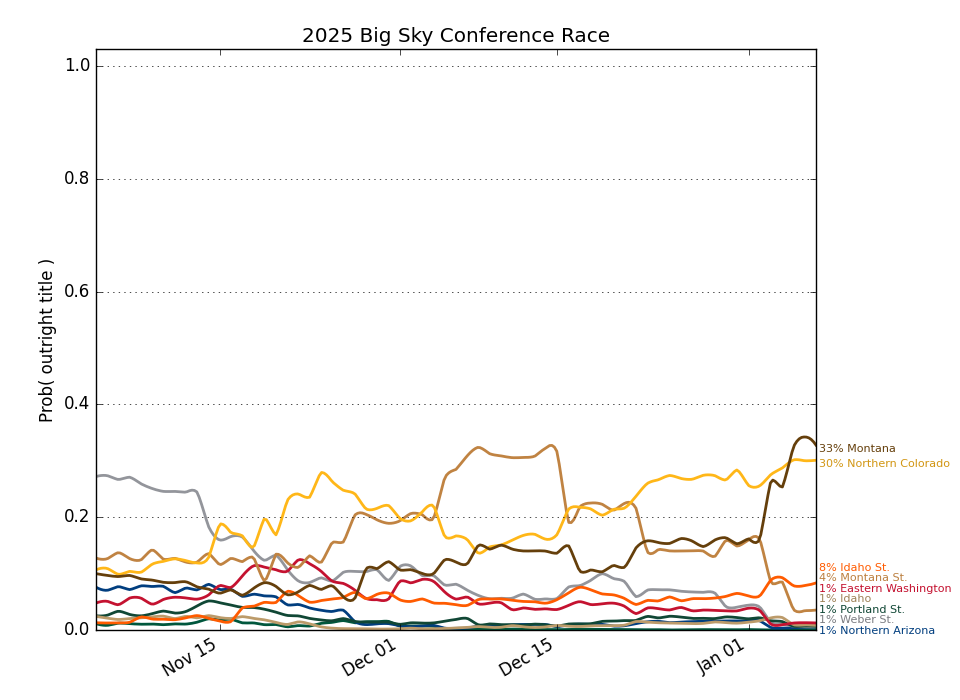 2025 Big Sky Conference Race
Prob( outright title )
1.0
0.8
0.6
0.4
0.2
0.0
33% Montana
30% Northern Colorado
8% Idaho St.
4% Montana St.
1% Eastern Washington
1% Idaho
1% Portland St.
1% Weber St.
1% Northern Arizona
Nov 15
Dec 01
Dec 15
Jan 01